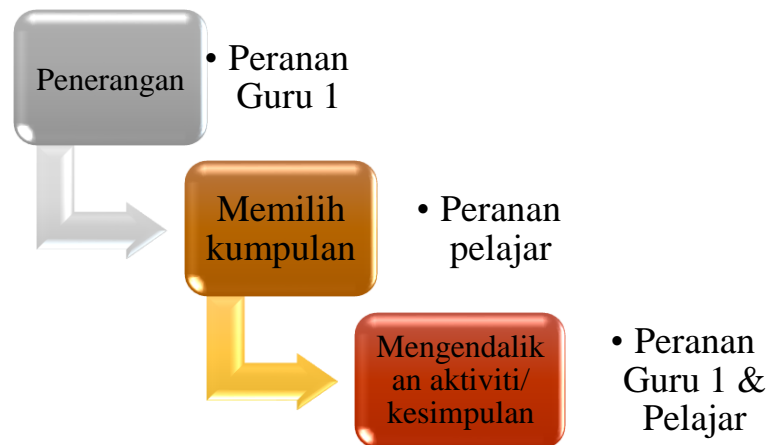 Penerangan
• Peranan
Guru 1
Memilih
kumpulan
• Peranan
pelajar
Mengendalik
an aktiviti/
kesimpulan
• Peranan
Guru 1 &
Pelajar